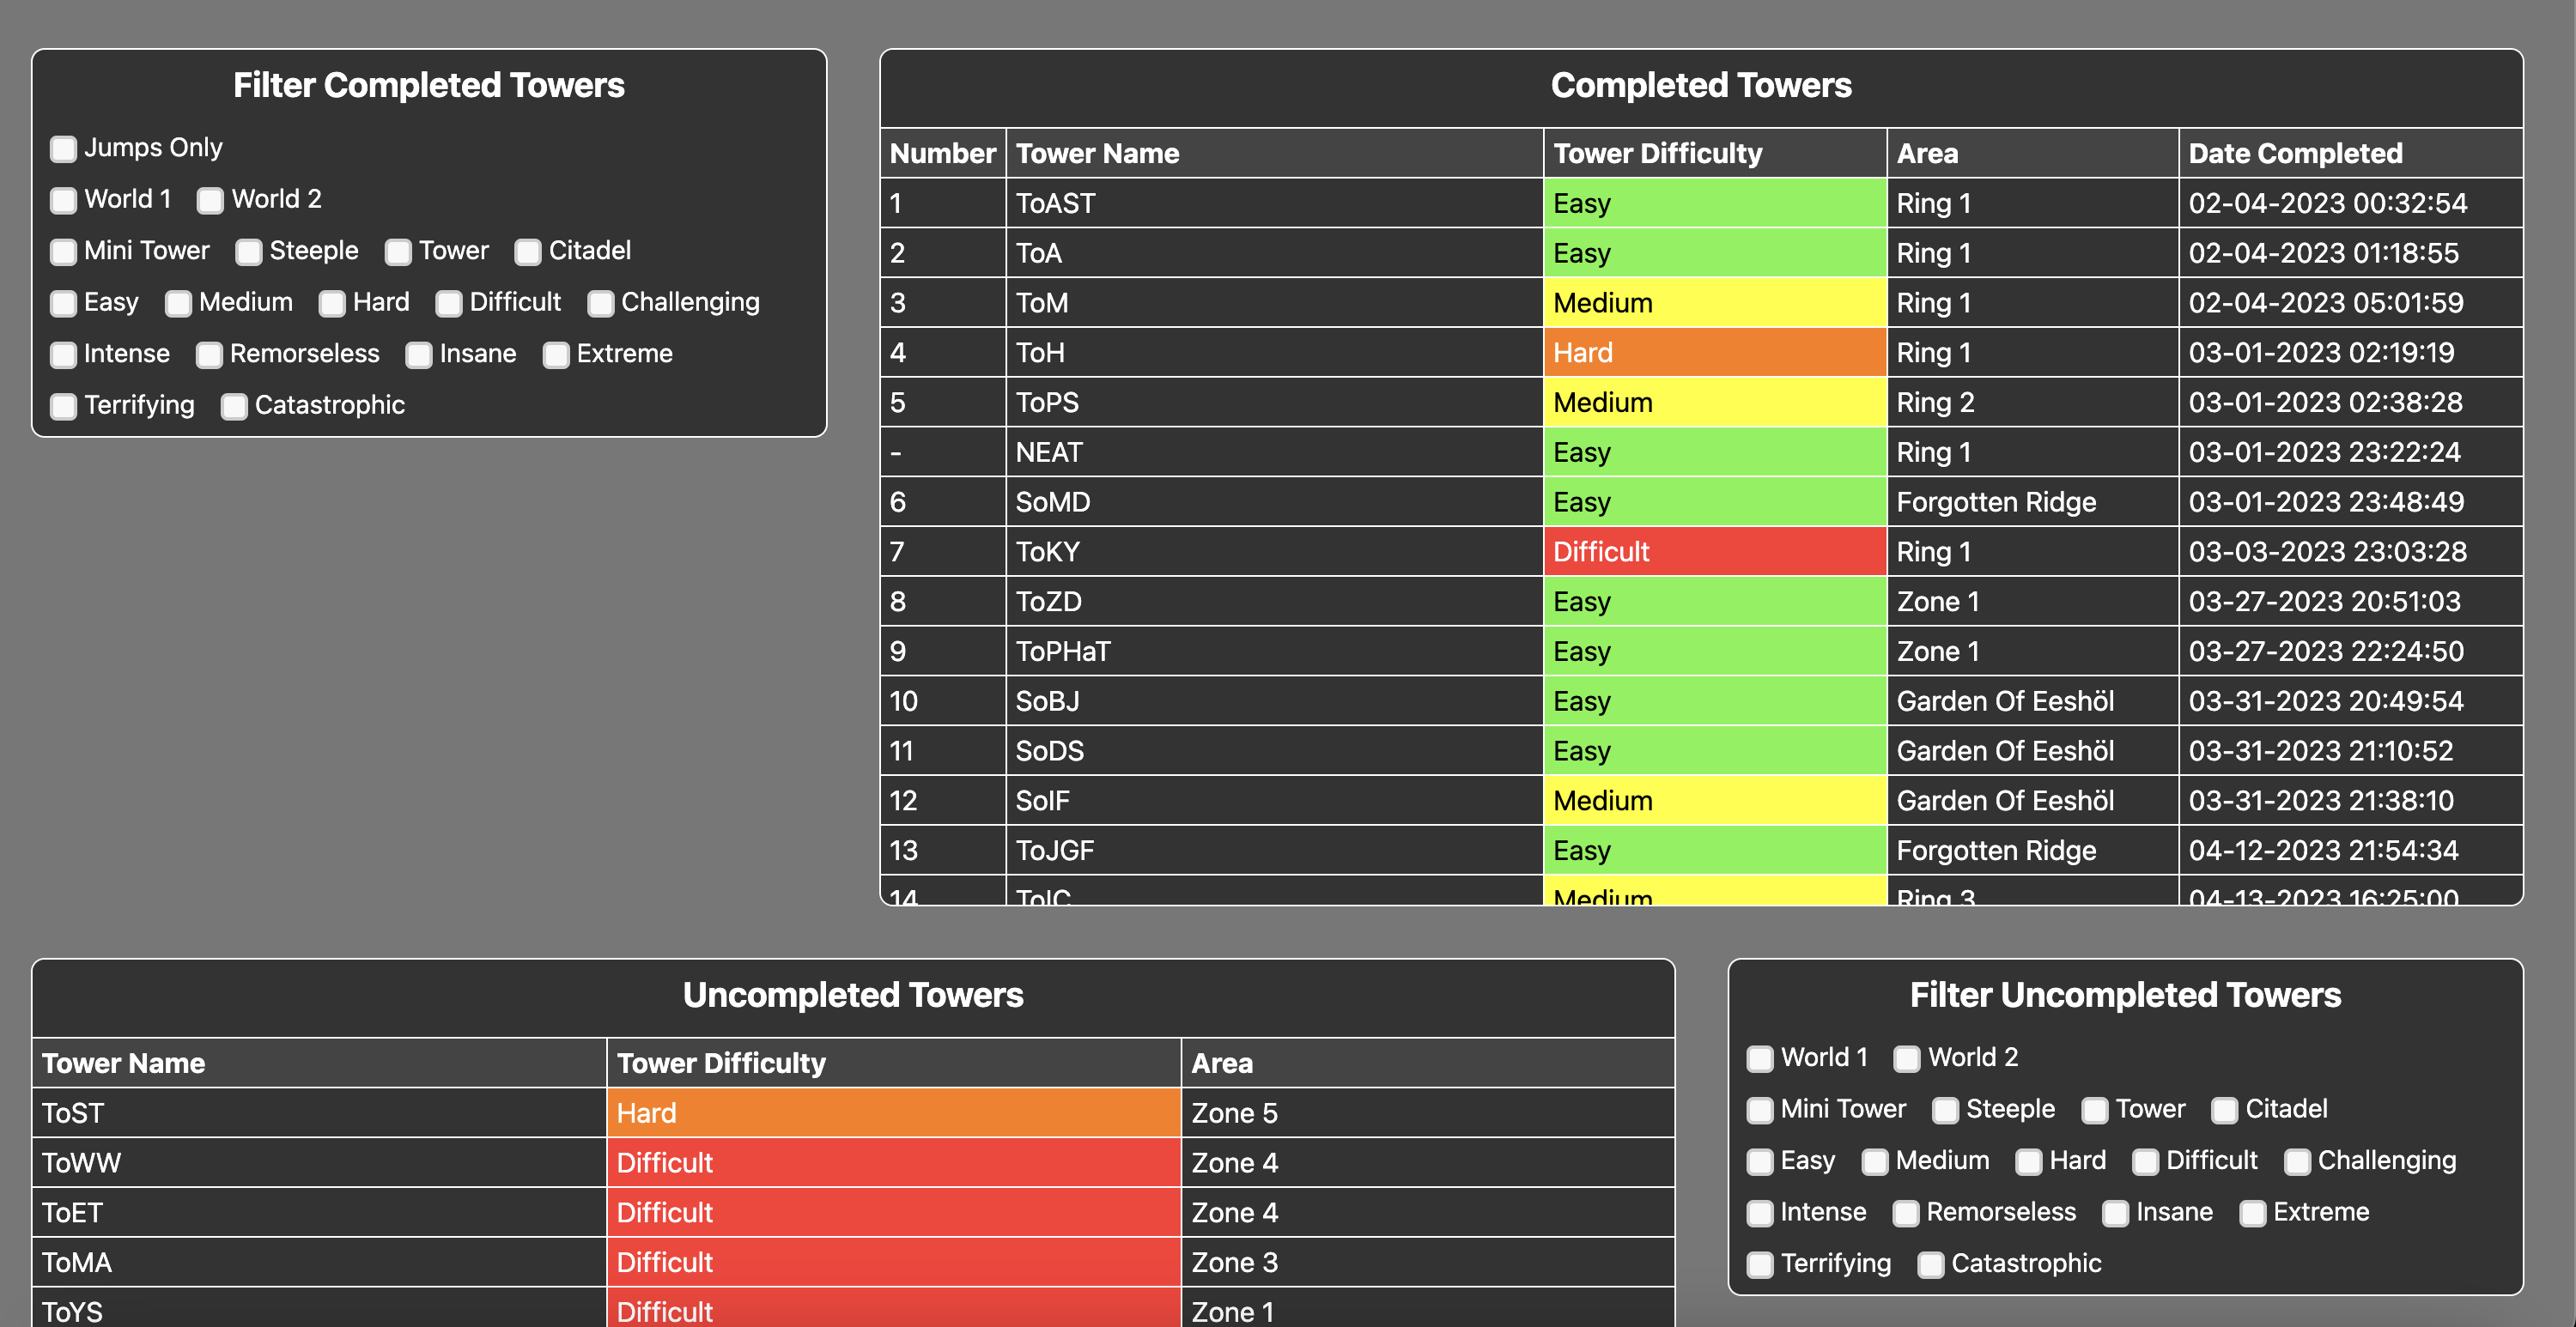 Filter Completed Towers
Jumps Only
World 1 World 2
Mini Tower Steeple Tower Citadel
Easy Medium Hard Difficult Challenging
Intense Remorseless Insane Extreme
Terrifying Catastrophic
Completed Towers
Number Tower Name Tower Difficulty Area Date Completed
1 ToAST Easy Ring 1 02-04-2023 00:32:54
2 ToA Easy Ring 1 02-04-2023 01:18:55
3 ToM Medium Ring 1 02-04-2023 05:01:59
4 ToH Hard Ring 1 03-01-2023 02:19:19
5 ToPS Medium Ring 2 03-01-2023 02:38:28
- NEAT Easy Ring 1 03-01-2023 23:22:24
6 SoMD Easy Forgotten Ridge 03-01-2023 23:48:49
7 ToKY Difficult Ring 1 03-03-2023 23:03:28
8 ToZD Easy Zone 1 03-27-2023 20:51:03
9 ToPHaT Easy Zone 1 03-27-2023 22:24:50
10 SoBJ Easy Garden Of Eeshöl 03-31-2023 20:49:54
11 SoDS Easy Garden Of Eeshöl 03-31-2023 21:10:52
12 SoIF Medium Garden Of Eeshöl 03-31-2023 21:38:10
13 ToJGF Easy Forgotten Ridge 04-12-2023 21:54:34
14 ToIC Medium Ring 3 04-13-2023 16:25:00
Uncompleted Towers
Tower Name Tower Difficulty Area
ToST Hard Zone 5
ToWW Difficult Zone 4
ToET Difficult Zone 4
ToMA Difficult Zone 3
ToYS Difficult Zone 1
Filter Uncompleted Towers
World 1 World 2
Mini Tower Steeple Tower Citadel
Easy Medium Hard Difficult Challenging
Intense Remorseless Insane Extreme
Terrifying Catastrophic